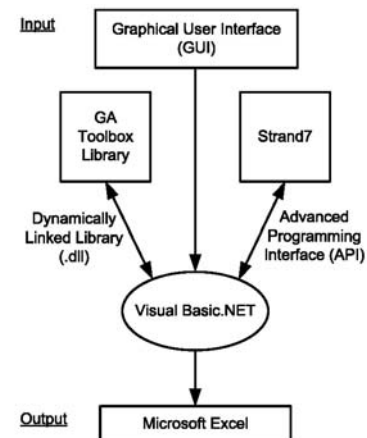 Input
Graphical User Interface
(GUI)
GA
Toolbox
Library
Strand7
Dynamically
Linked Library
(.dll)
Advanced
Programming
Interface (API)
Visual Basic.NET
Output
Microsoft Excel